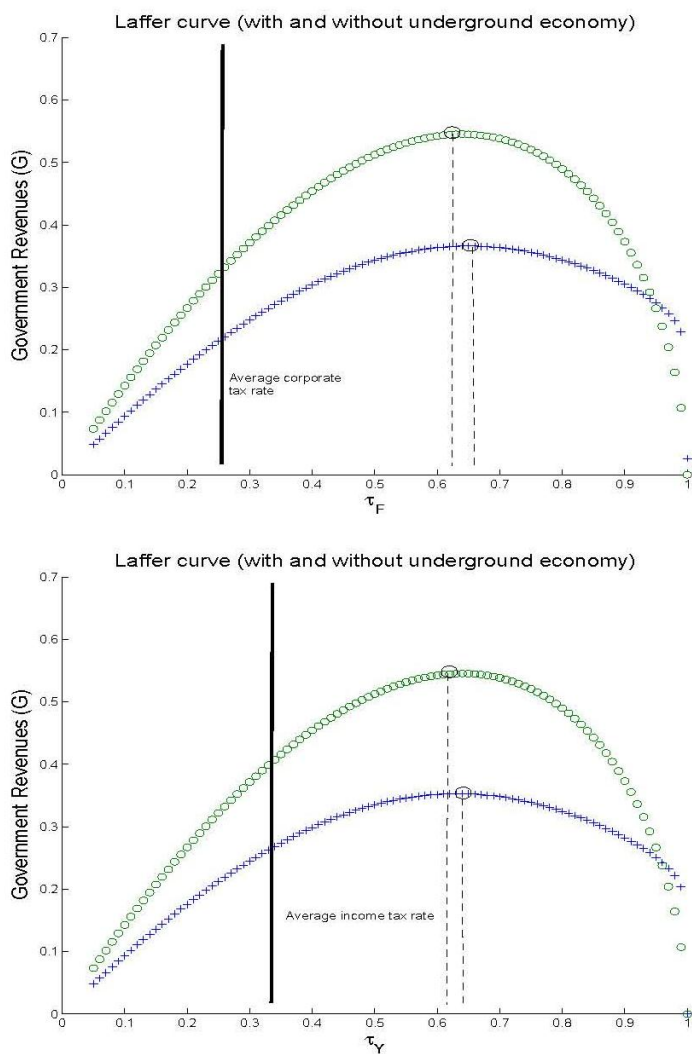 Laffer curve (with and without underground economy)
0.7
0.6
0.5
0.4
0.3
0.2
0.1
0
Government Revenues (G)
Average corporate
tax rate
0 0.1 0.2 0.3 0.4 0.5 0.6 0.7 0.8 0.9 1
τ_F
Laffer curve (with and without underground economy)
0.7
0.6
0.5
0.4
0.3
0.2
0.1
0
Government Revenues (G)
Average income tax rate
0 0.1 0.2 0.3 0.4 0.5 0.6 0.7 0.8 0.9 1
τ_Y